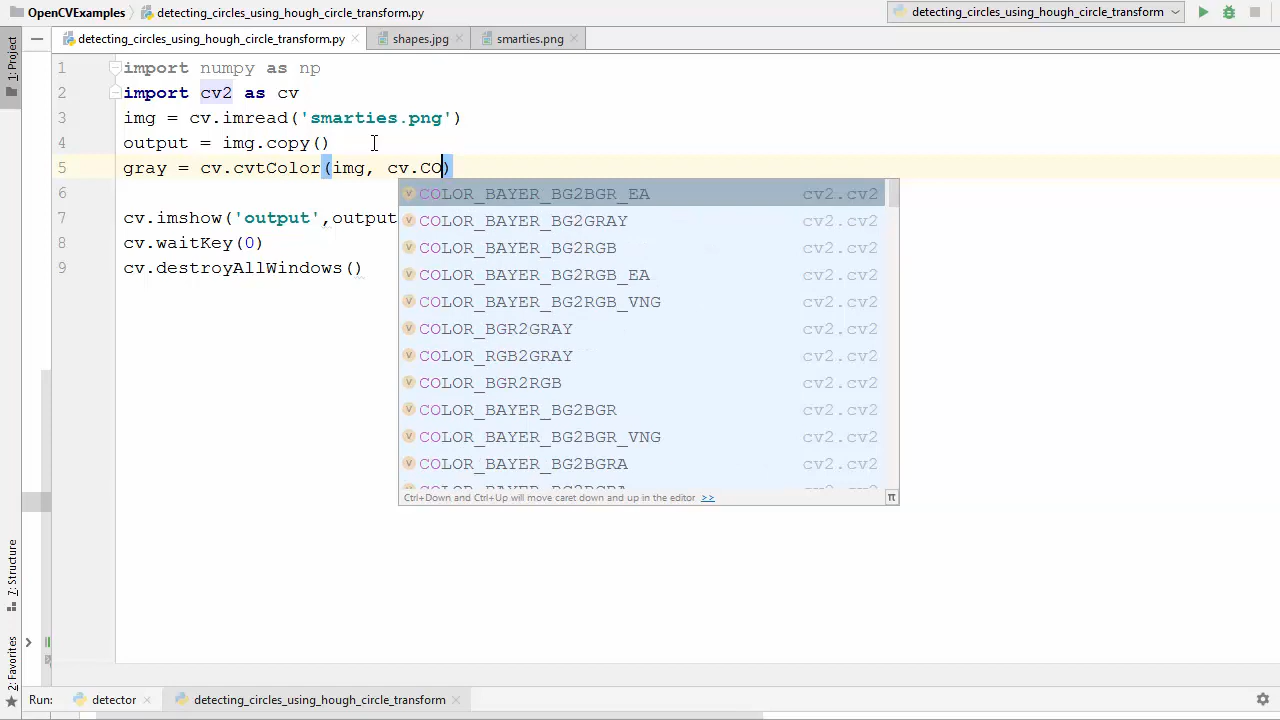 OpenCVExamples detecting_circles_using_hough_circle_transform.py detecting_circles_using_hough_circle_transform
1: Project
detecting_circles_using_hough_circle_transform.py shapes.jpg smarties.png
1 import numpy as np
2 import cv2 as cv
3 img = cv.imread('smarties.png')
4 output = img.copy()
5 gray = cv.cvtColor(img, cv.CO)
6
7 cv.imshow('output',output
8 cv.waitKey(0)
9 cv.destroyAllWindows()
COLOR_BAYER_BG2BGR_EA cv2.cv2
COLOR_BAYER_BG2GRAY cv2.cv2
COLOR_BAYER_BG2RGB cv2.cv2
COLOR_BAYER_BG2RGB_EA cv2.cv2
COLOR_BAYER_BG2RGB_VNG cv2.cv2
COLOR_BGR2GRAY cv2.cv2
COLOR_RGB2GRAY cv2.cv2
COLOR_BGR2RGB cv2.cv2
COLOR_BAYER_BG2BGR cv2.cv2
COLOR_BAYER_BG2BGR_VNG cv2.cv2
COLOR_BAYER_BG2BGRA cv2.cv2
Ctrl+Down and Ctrl+Up will move caret down and up in the editor >> π
7: Structure
2: Favorites
Run: detector detecting_circles_using_hough_circle_transform